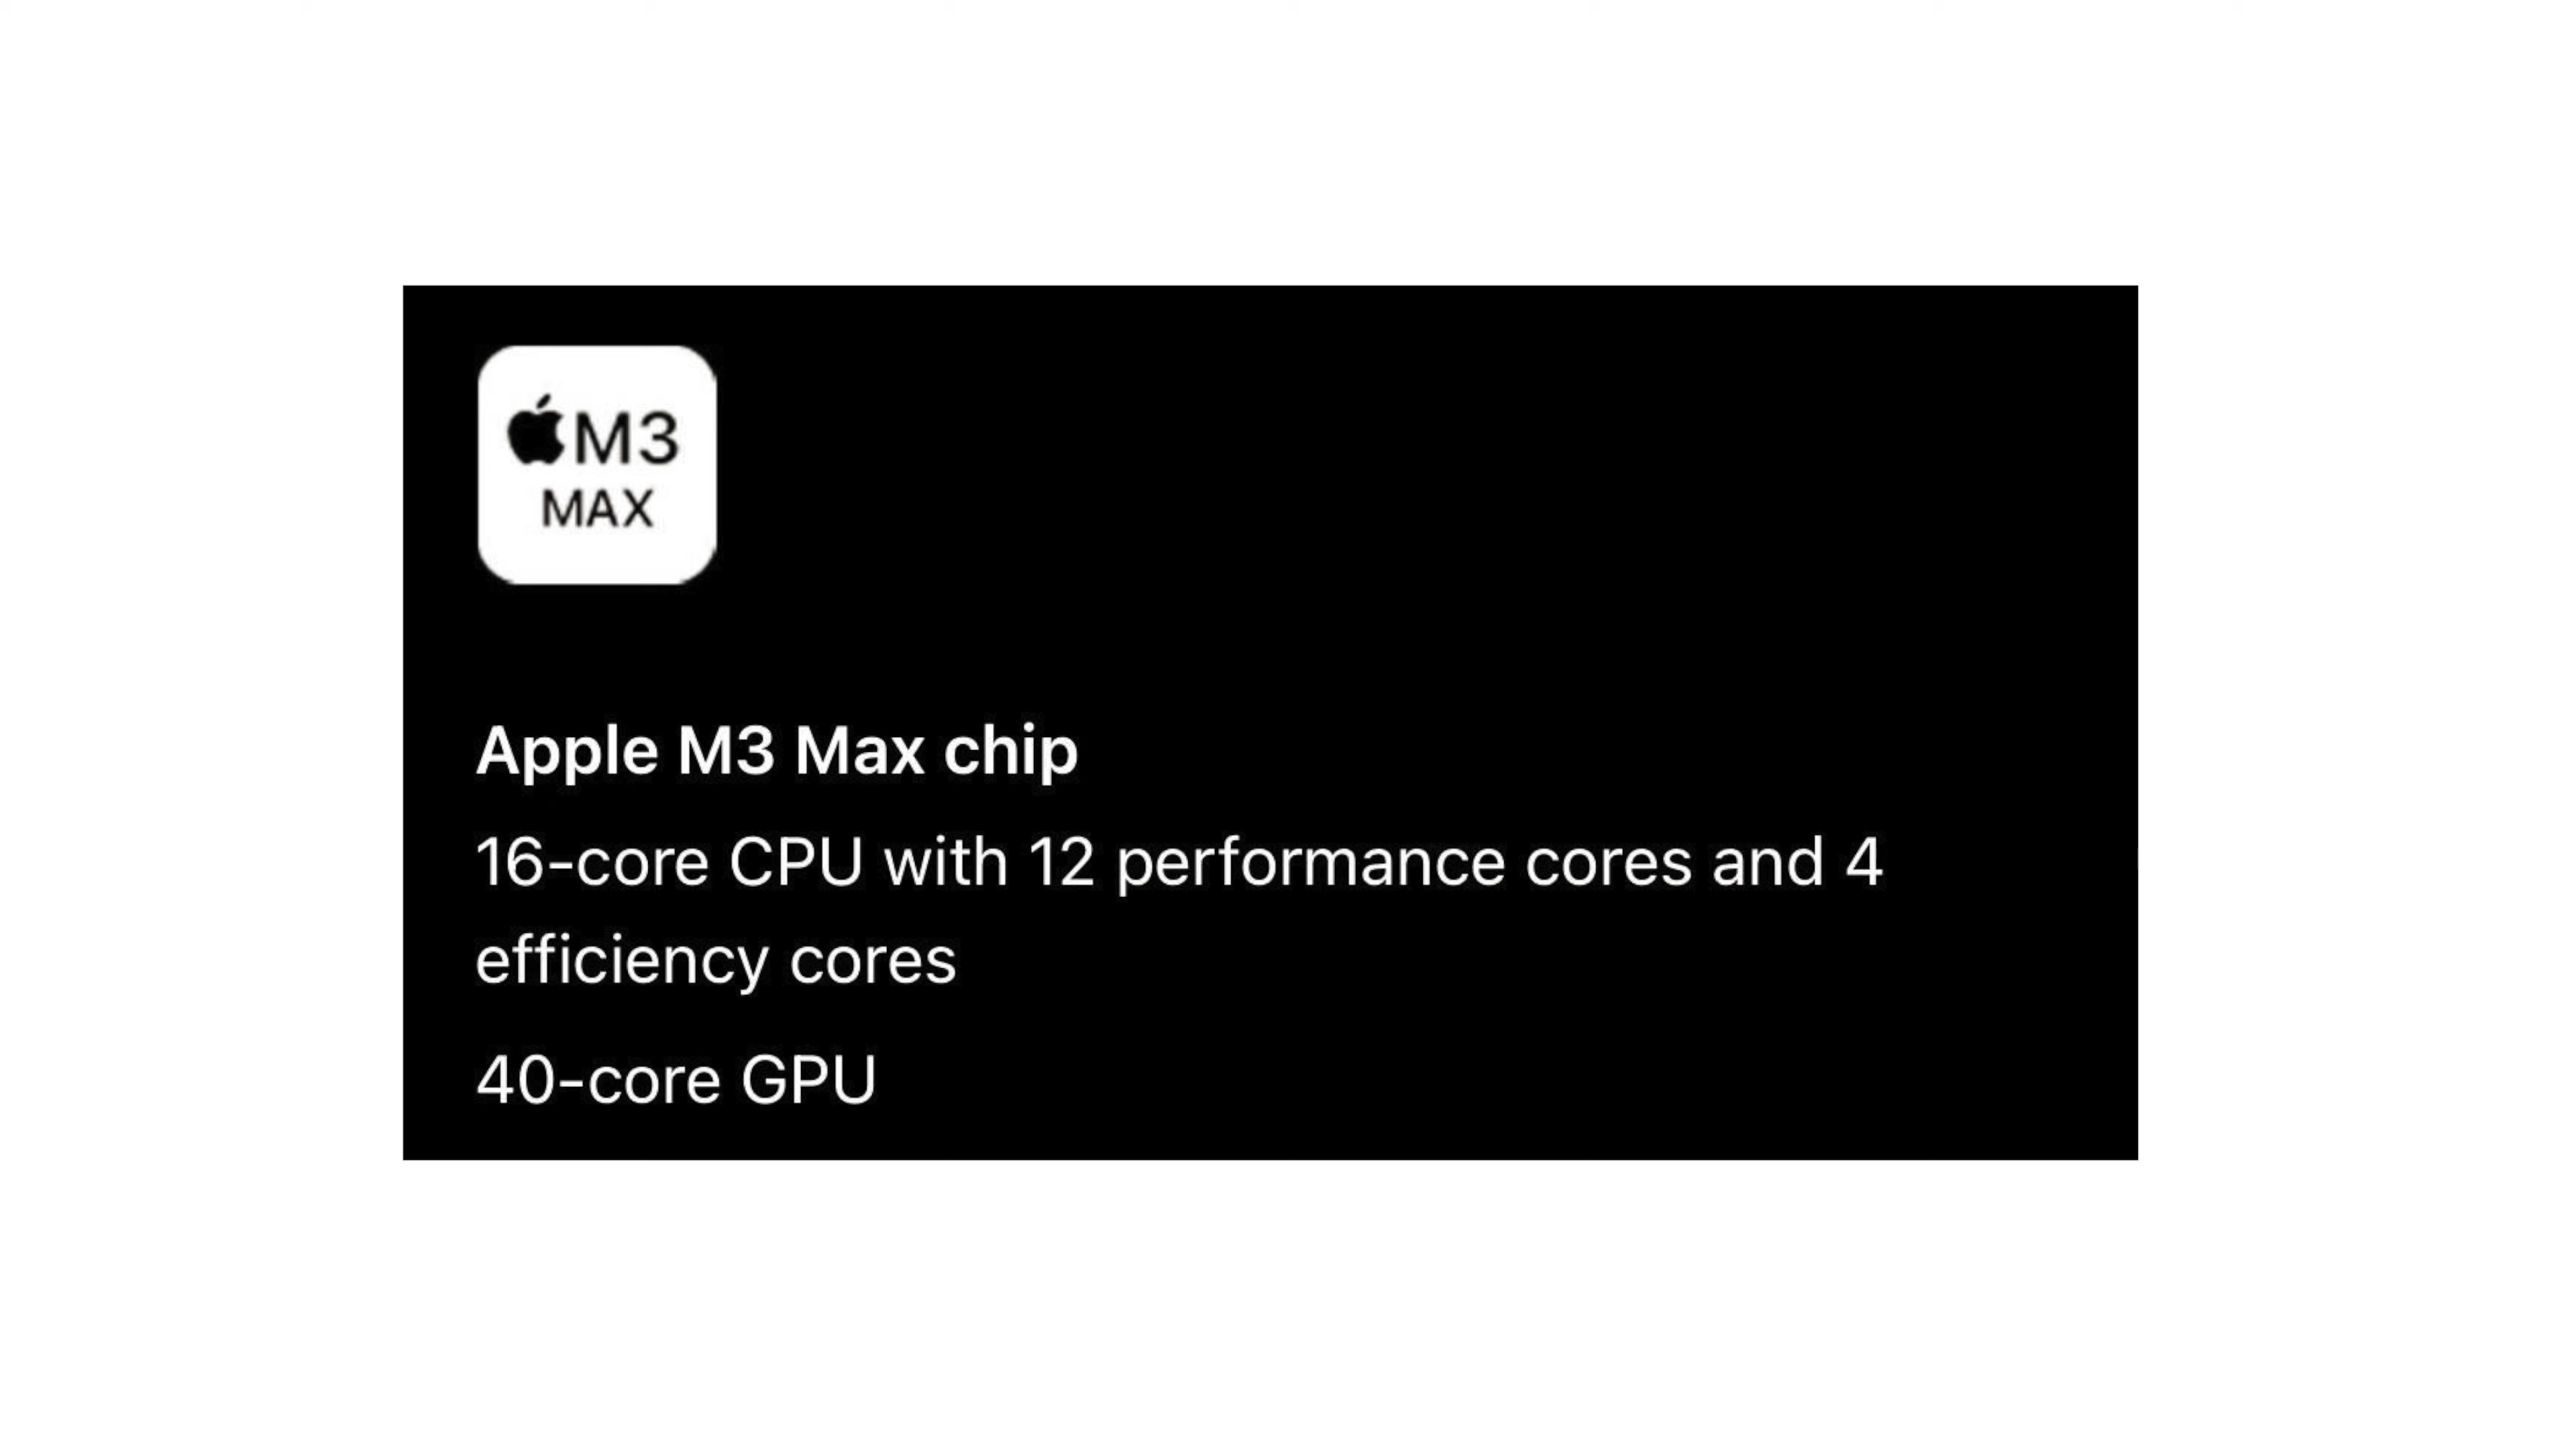 M3
MAX
Apple M3 Max chip
16-core CPU with 12 performance cores and 4
efficiency cores
40-core GPU